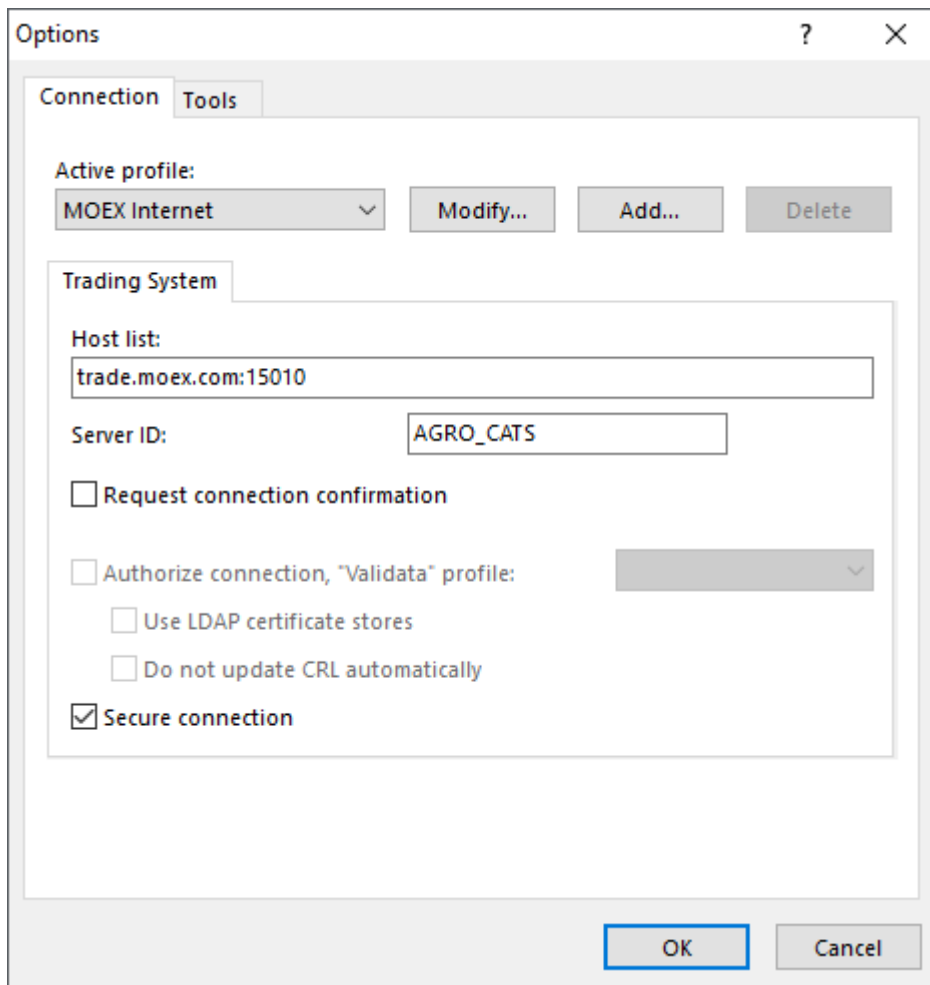 Options ?
Connection Tools
Active profile:
MOEX Internet Modify... Add... Delete
Trading System
Host list:
trade.moex.com:15010
Server ID: AGRO_CATS
Request connection confirmation
Authorize connection, "Validata" profile:
Use LDAP certificate stores
Do not update CRL automatically
Secure connection
OK Cancel